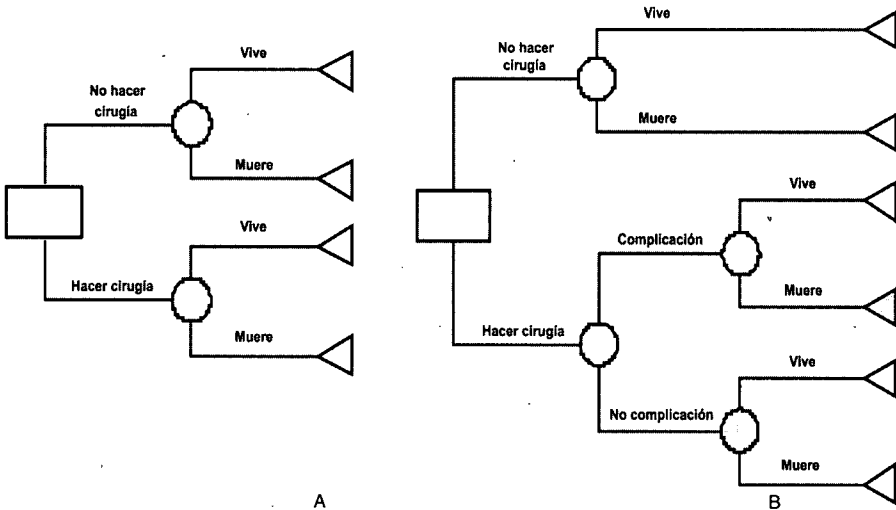 Vive
No hacer
cirugía
Muere
Vive
Hacer cirugía
Muere
A
Vive
No hacer
cirugía
Muere
Vive
Complicación
Muere
Hacer cirugía
Vive
No complicación
Muere
B